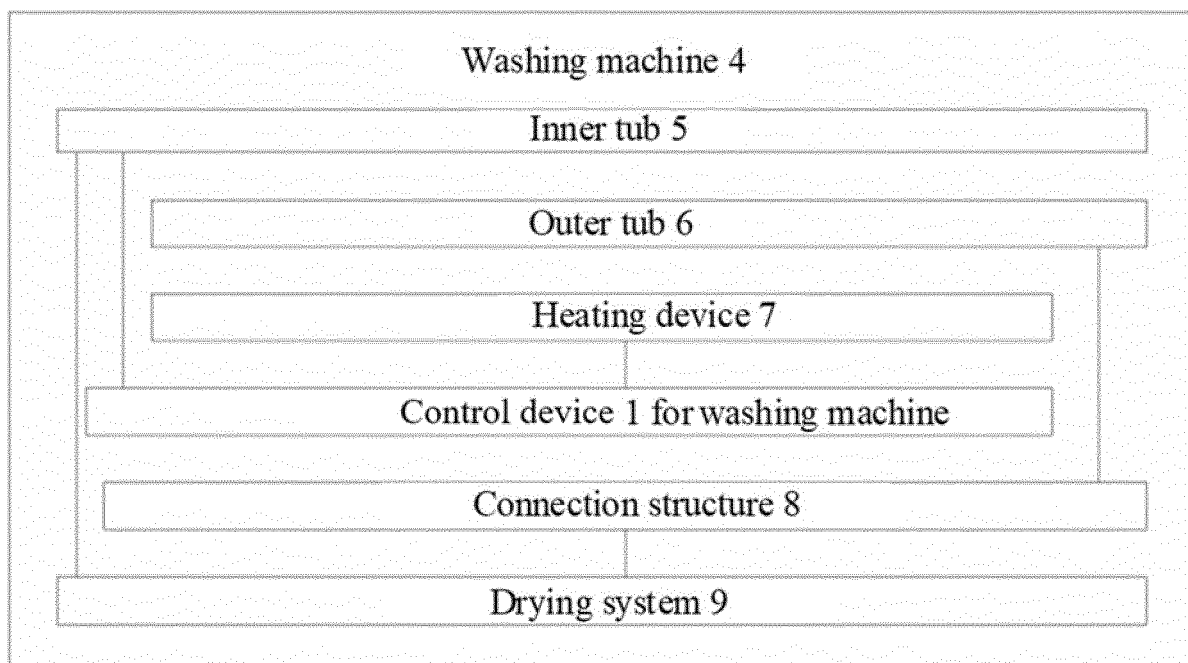 Washing machine 4
Inner tub 5
Outer tub 6
Heating device 7
Control device 1 for washing machine
Connection structure 8
Drying system 9